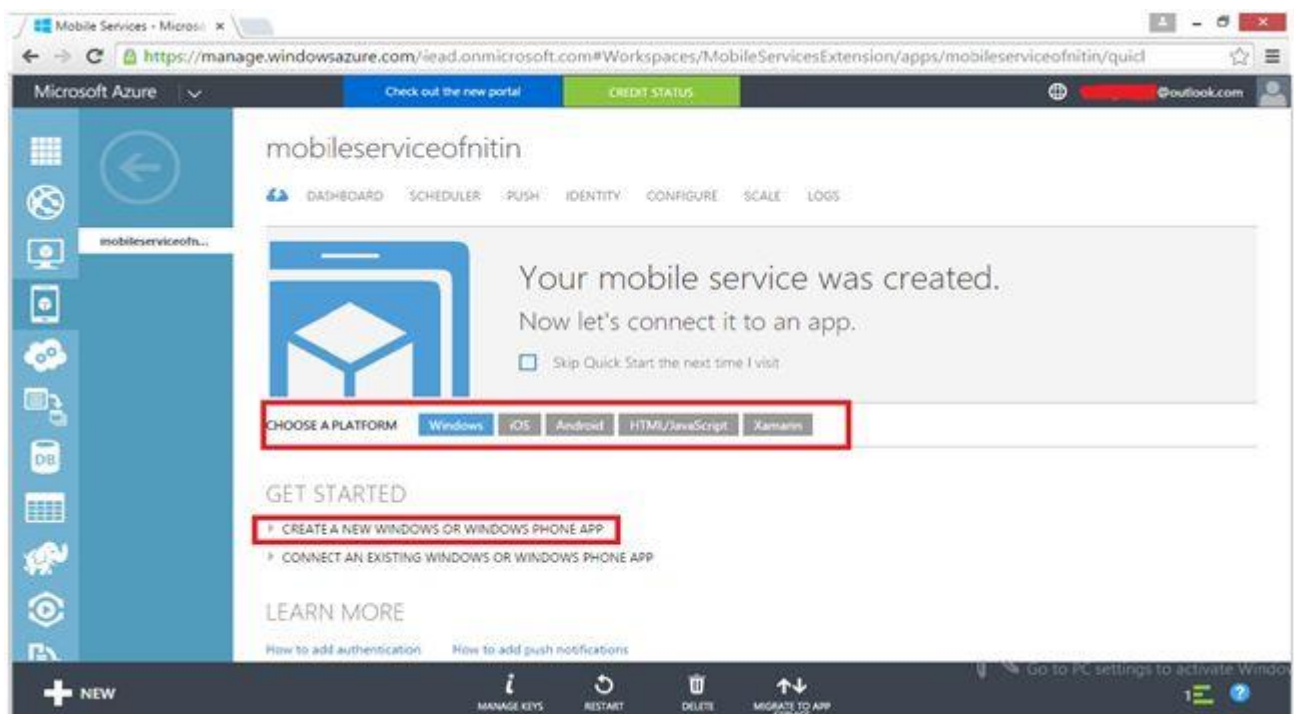 Mobile Services - Micros
https://manage.windowsazure.com/iead.onmicrosoft.com#Workspaces/MobileServicesExtension/apps/mobileserviceofnitin/quicl
Microsoft Azure
Check out the new portal
CREDIT STATUS
@outlook.com
mobileserviceofnitin
DASHBOARD SCHEDULER PUSH IDENTITY CONFIGURE SCALE LOGS
mobileserviceofn...
Your mobile service was created.
Now let's connect it to an app.
Skip Quick Start the next time I visit
CHOOSE A PLATFORM Windows iOS Android HTML/JavaScript Xamarin
GET STARTED
CREATE A NEW WINDOWS OR WINDOWS PHONE APP
CONNECT AN EXISTING WINDOWS OR WINDOWS PHONE APP
DB
LEARN MORE
How to add authentication How to add push notifications
Go to PC settings to activate Windov
NEW
MANAGE KEYS
RESTART
DELETE
MIGRATE TO APP
1
?